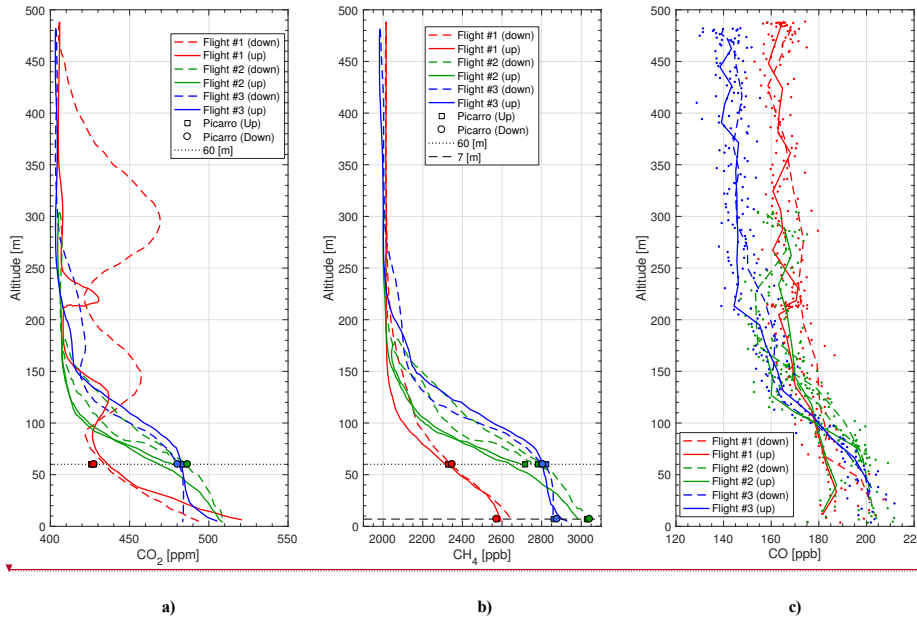 500
450
400
350
300
250
200
150
100
50
0
400
450
500
550
Altitude [m]
CO2 [ppm]
Flight #1 (down)
Flight #1 (up)
Flight #2 (down)
Flight #2 (up)
Flight #3 (down)
Flight #3 (up)
Picarro (Up)
Picarro (Down)
60 [m]
a)
500
450
400
350
300
250
200
150
100
50
0
2000
2200
2400
2600
2800
3000
Altitude [m]
CH4 [ppb]
Flight #1 (down)
Flight #1 (up)
Flight #2 (down)
Flight #2 (up)
Flight #3 (down)
Flight #3 (up)
Picarro (Up)
Picarro (Down)
60 [m]
7 [m]
b)
500
450
400
350
300
250
200
150
100
50
0
120
140
160
180
200
Altitude [m]
CO [ppb]
Flight #1 (down)
Flight #1 (up)
Flight #2 (down)
Flight #2 (up)
Flight #3 (down)
Flight #3 (up)
c)